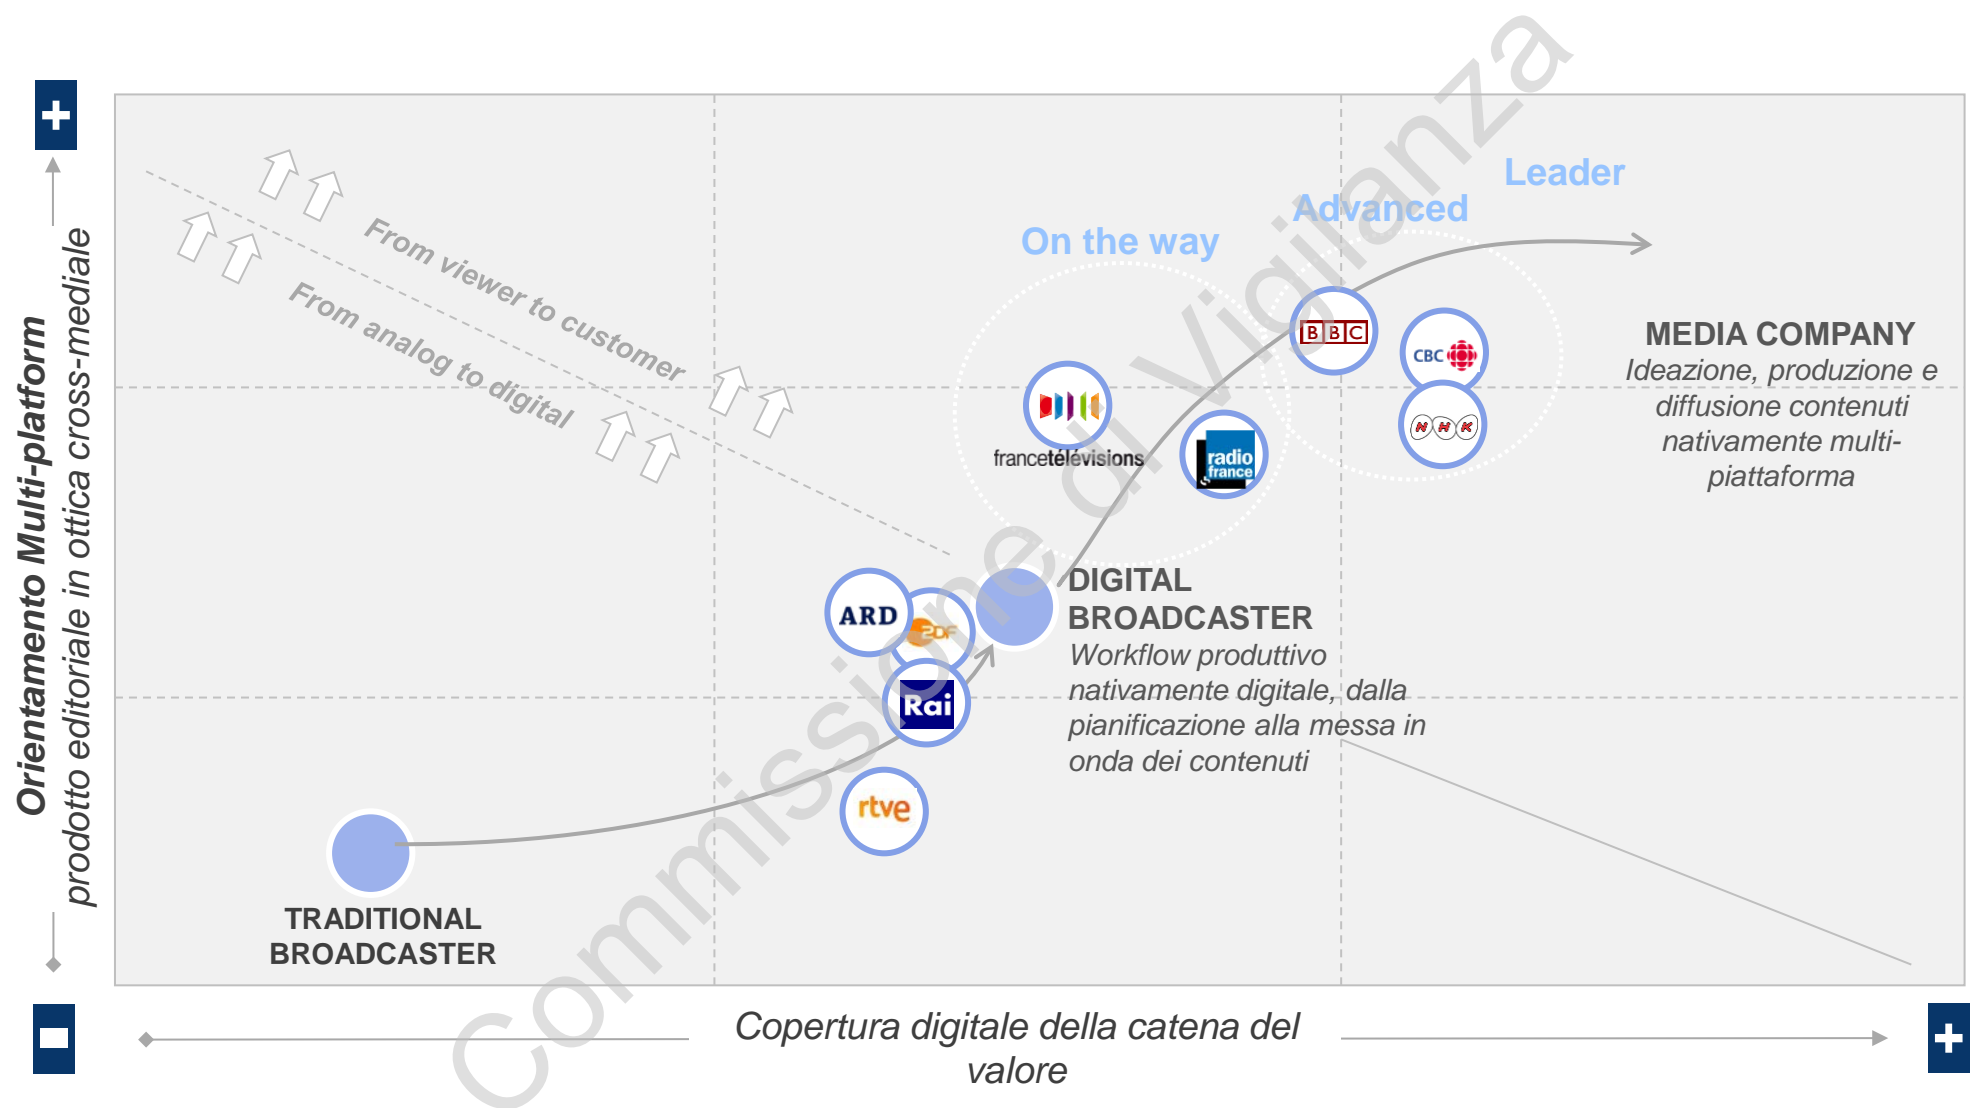 Leader
Advanced
On the way
From viewer to customer
From analog to digital
BBC
CBC
MEDIA COMPANY
Ideazione, produzione e
diffusione contenuti
nativamente multi-
piattaforma
NHK
francetélévisions
radio
france
Orientamento Multi-platform
prodotto editoriale in ottica cross-mediale
ARD
ZDF
DIGITAL
BROADCASTER
Workflow produttivo
nativamente digitale, dalla
pianificazione alla messa in
onda dei contenuti
Rai
rtve
TRADITIONAL
BROADCASTER
Copertura digitale della catena del
valore
Commissione di Vigilanza